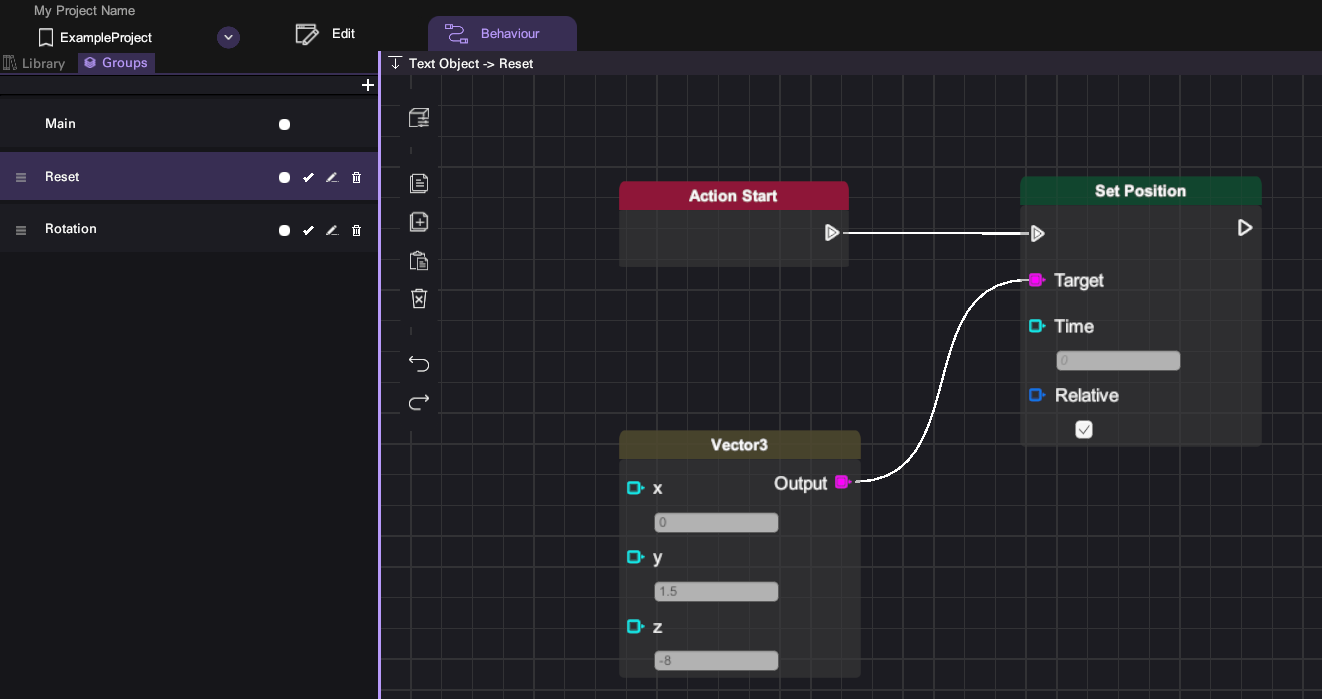 My Project Name
ExampleProject
Edit
Behaviour
Library
Groups
Text Object -> Reset
Main
Reset
Rotation
Action Start
Set Position
Target
Time
0
Relative
Vector3
Output
x
0
y
1.5
z
-8